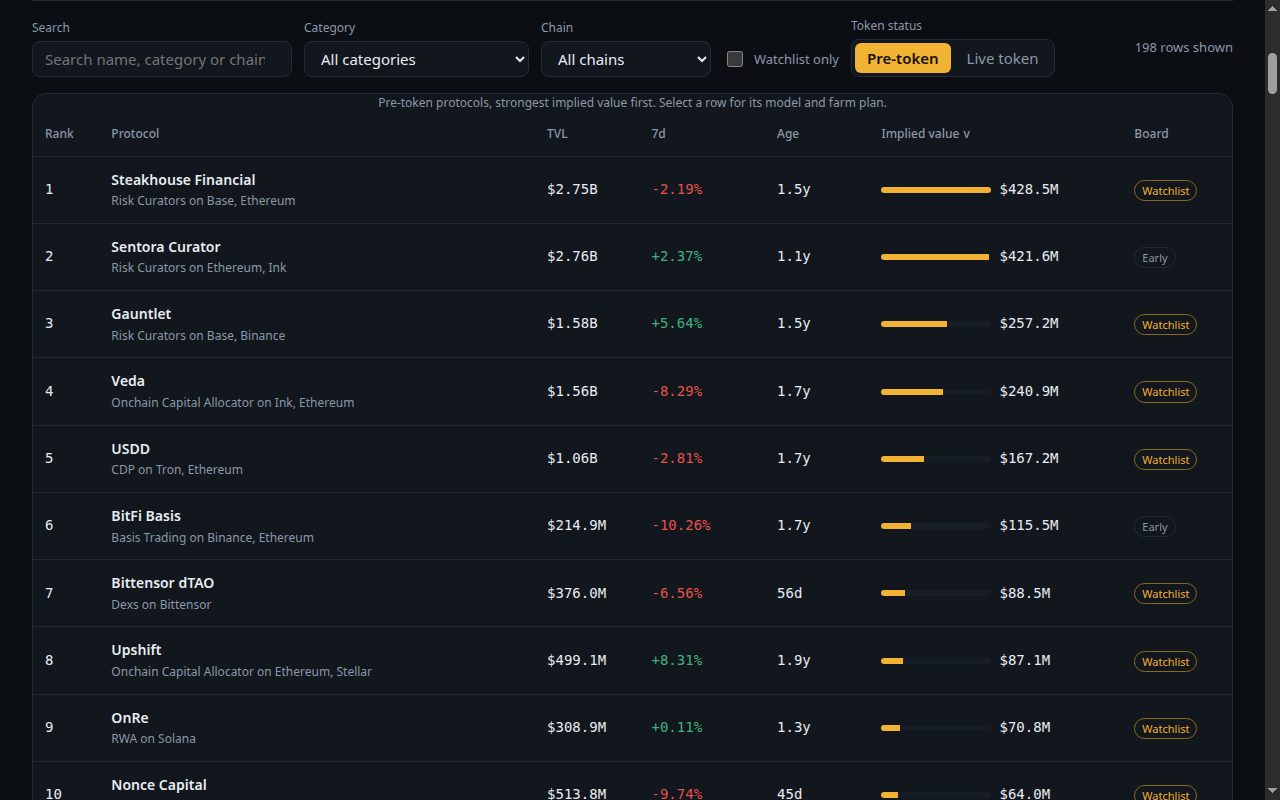 Search
Category
Chain
Token status
Search name, category or chain
All categories
All chains
Watchlist only
Pre-token
Live token
198 rows shown
Pre-token protocols, strongest implied value first. Select a row for its model and farm plan.
Rank Protocol TVL 7d Age Implied value v Board
1 Steakhouse Financial $2.75B -2.19% 1.5y $428.5M Watchlist
Risk Curators on Base, Ethereum
2 Sentora Curator $2.76B +2.37% 1.1y $421.6M Early
Risk Curators on Ethereum, Ink
3 Gauntlet $1.58B +5.64% 1.5y $257.2M Watchlist
Risk Curators on Base, Binance
4 Veda $1.56B -8.29% 1.7y $240.9M Watchlist
Onchain Capital Allocator on Ink, Ethereum
5 USDD $1.06B -2.81% 1.7y $167.2M Watchlist
CDP on Tron, Ethereum
6 BitFi Basis $214.9M -10.26% 1.7y $115.5M Early
Basis Trading on Binance, Ethereum
7 Bittensor dTAO $376.0M -6.56% 56d $88.5M Watchlist
Dexs on Bittensor
8 Upshift $499.1M +8.31% 1.9y $87.1M Watchlist
Onchain Capital Allocator on Ethereum, Stellar
9 OnRe $308.9M +0.11% 1.3y $70.8M Watchlist
RWA on Solana
10 Nonce Capital $513.8M -9.74% 45d $64.0M Watchlist